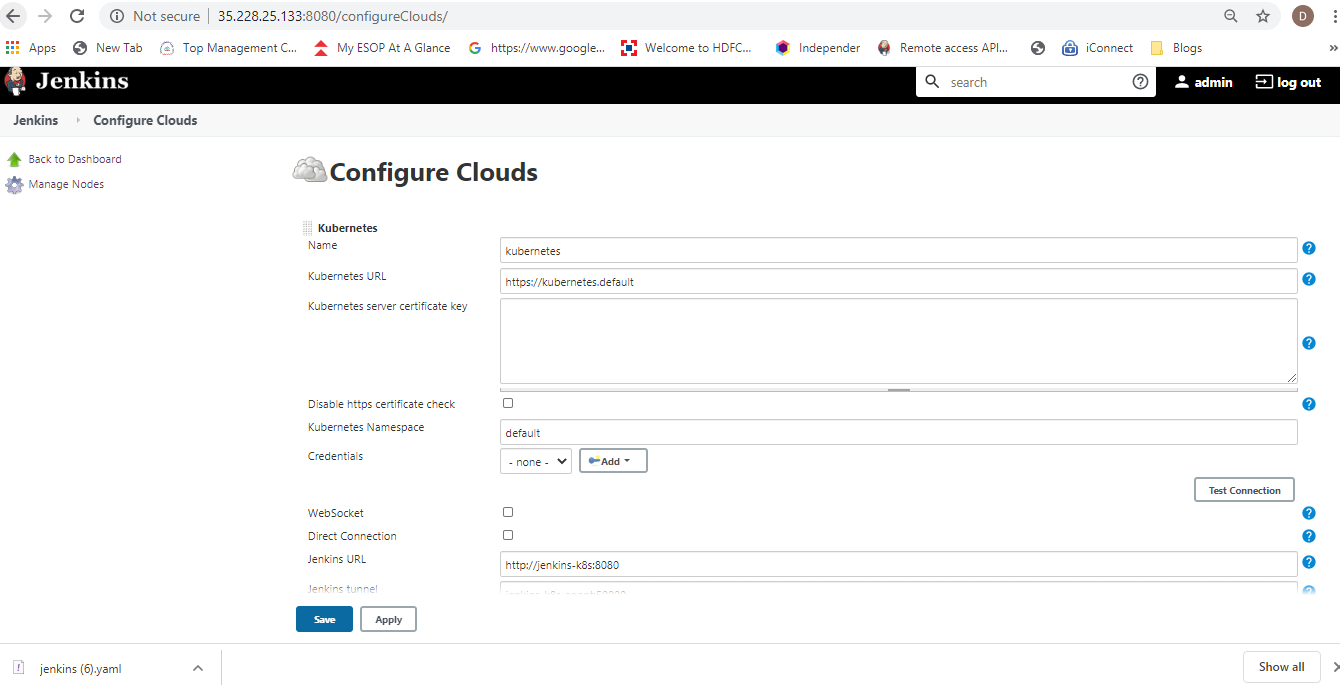 Not secure | 35.228.25.133:8080/configureClouds/
D
Apps New Tab Top Management C... My ESOP At A Glance https://www.google... Welcome to HDFC... Independer Remote access API... iConnect Blogs »
Jenkins search admin log out
Jenkins Configure Clouds
Back to Dashboard
Manage Nodes
Configure Clouds
Kubernetes
Name kubernetes
Kubernetes URL https://kubernetes.default
Kubernetes server certificate key
Disable https certificate check
Kubernetes Namespace default
Credentials - none - Add
Test Connection
WebSocket
Direct Connection
Jenkins URL http://jenkins-k8s:8080
Jenkins tunnel
Save Apply
jenkins (6).yaml Show all